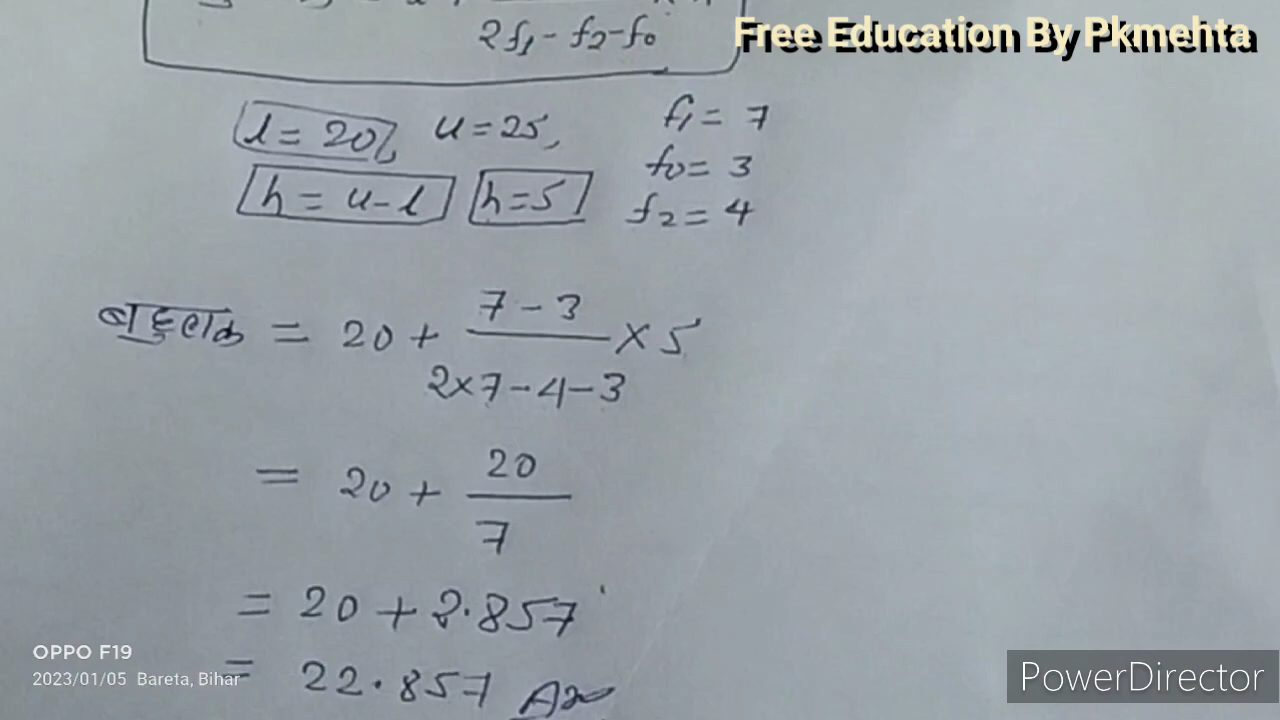 Free Education By Pkmehta
2f₁ - f₂ - f₀
l = 20, u = 25,
f₁ = 7
h = u - l h = 5
f₀ = 3
f₂ = 4
बहुलक = 20 + 7 - 3 / 2×7 - 4 - 3 × 5
= 20 + 20 / 7
= 20 + 2.857
= 22.857 Ans
OPPO F19
2023/01/05 Bareta, Bihar
PowerDirector